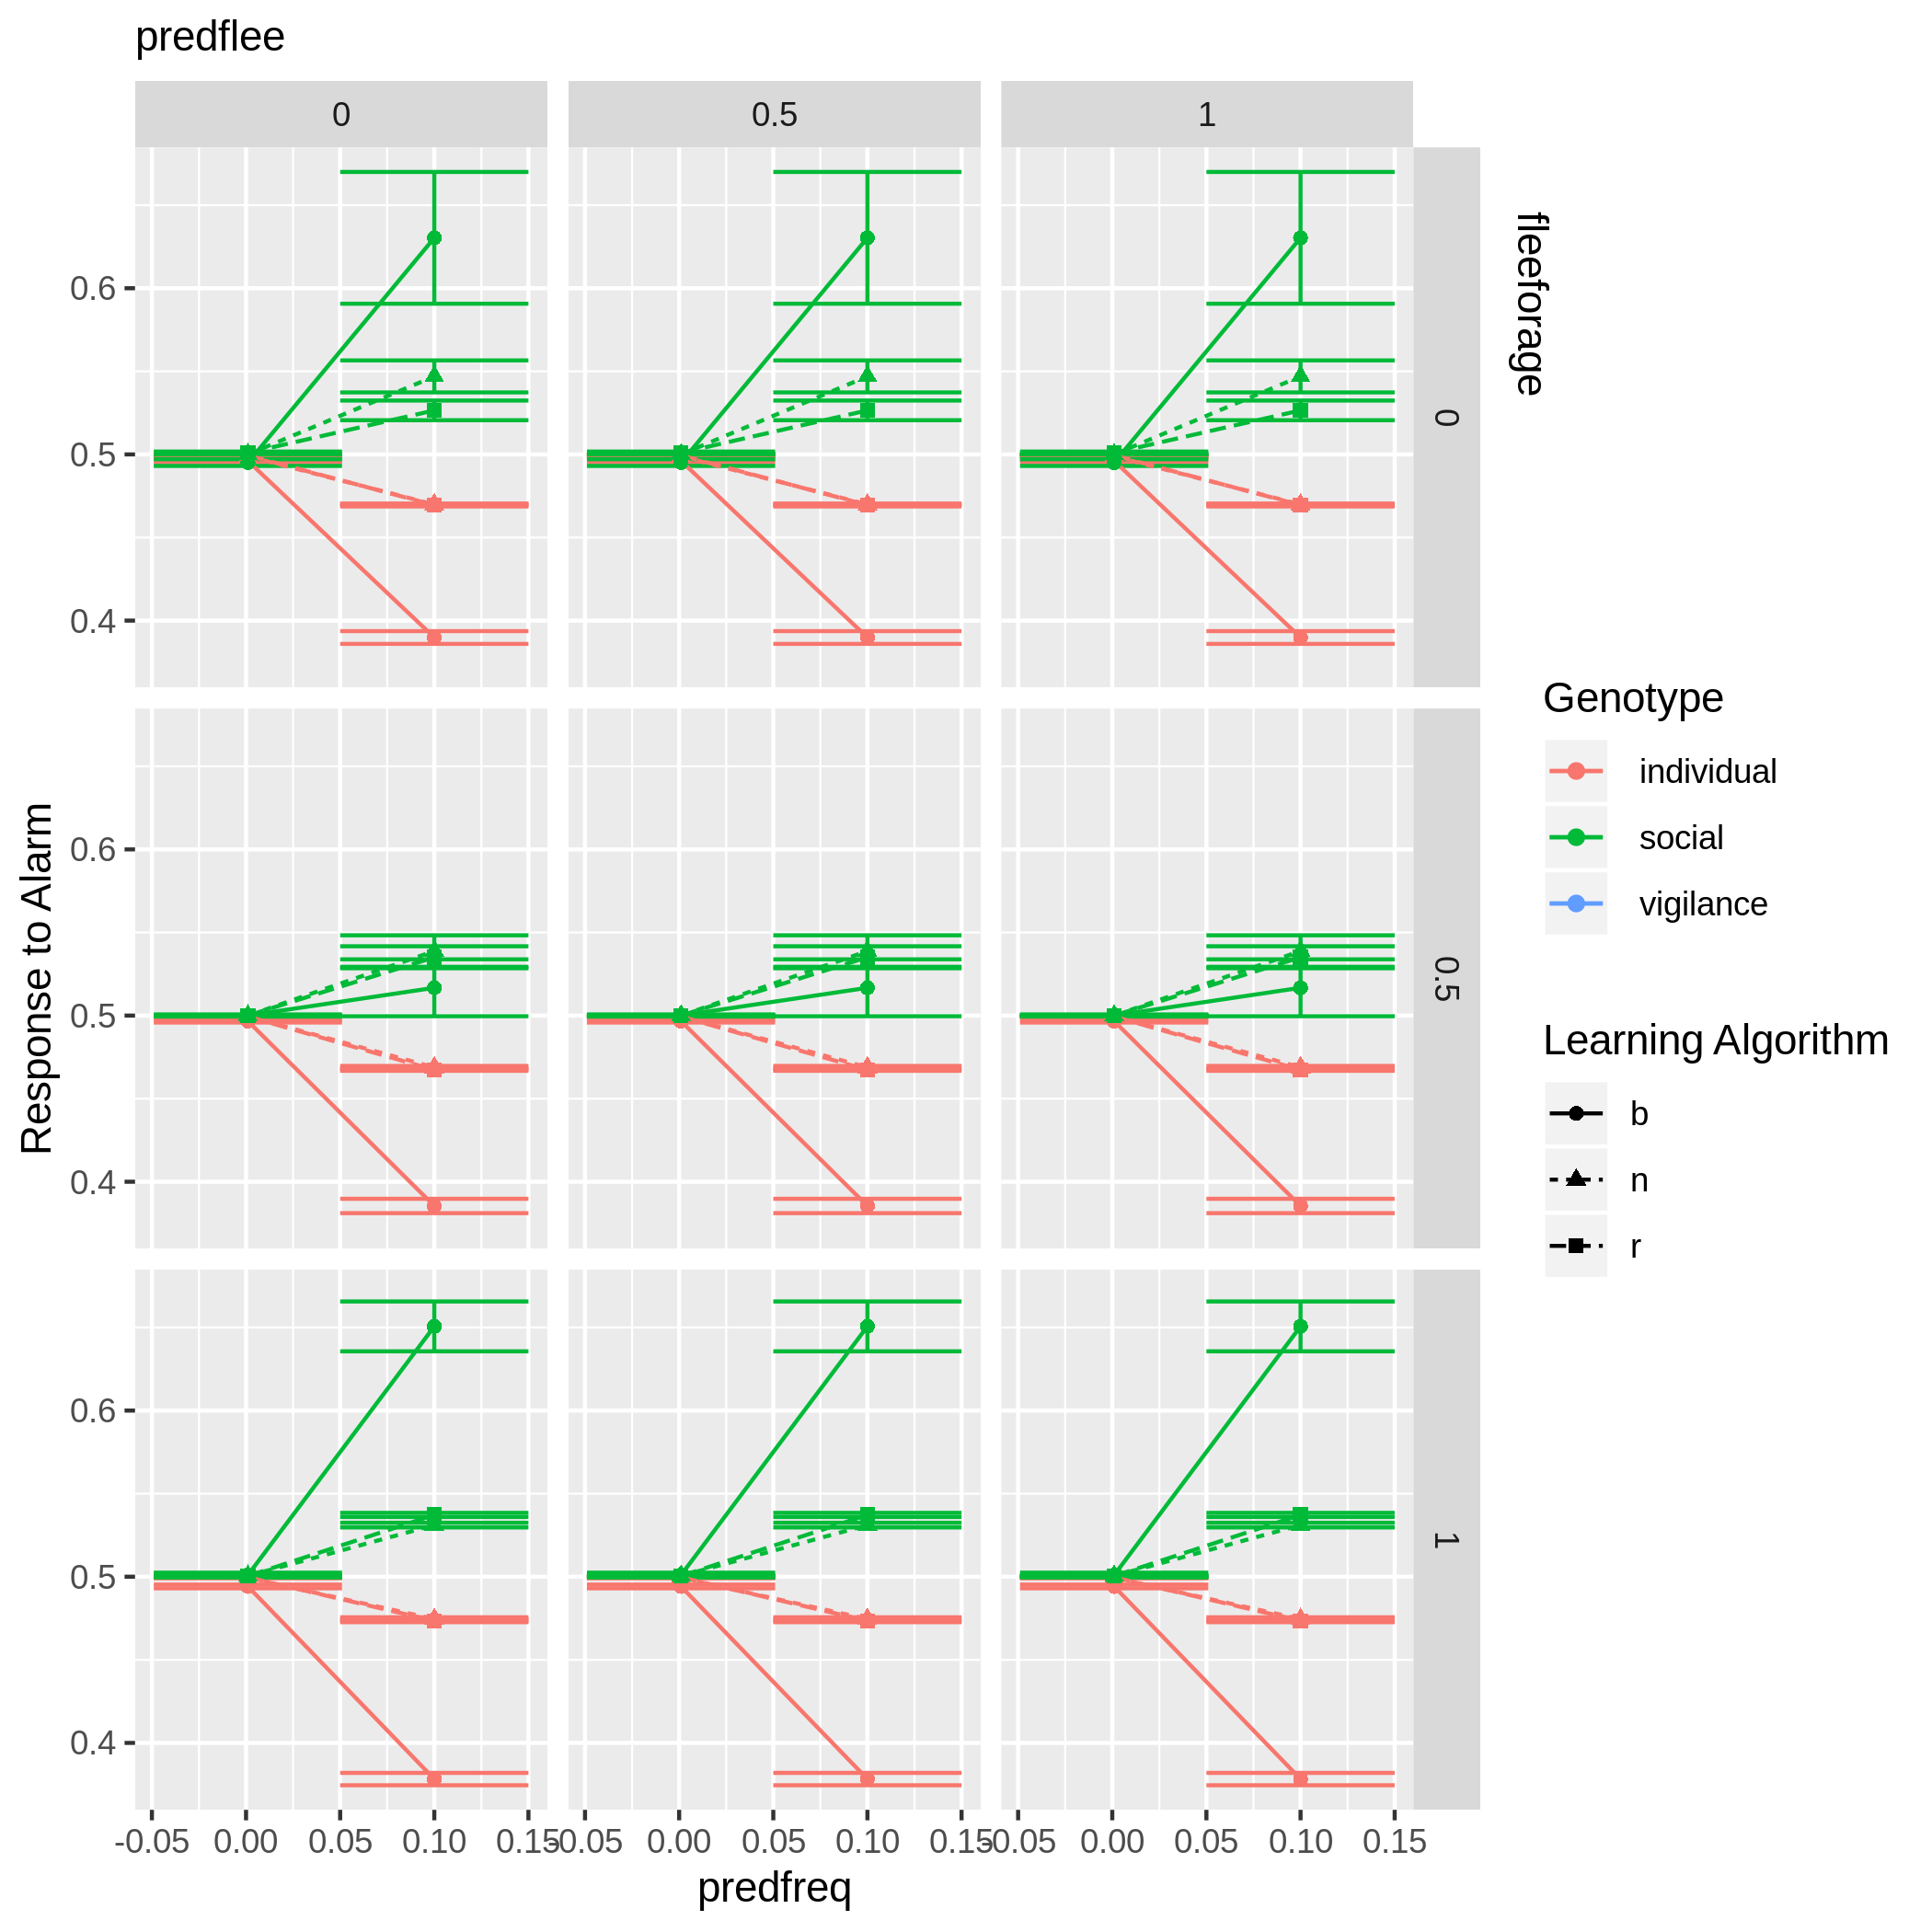 predflee
0
0.5
1
fleeforage
0
0.5
1
Response to Alarm
0.6
0.5
0.4
0.6
0.5
0.4
0.6
0.5
0.4
-0.05 0.00 0.05 0.10 0.15
-0.05 0.00 0.05 0.10 0.15
-0.05 0.00 0.05 0.10 0.15
predfreq
Genotype
individual
social
vigilance
Learning Algorithm
b
n
r